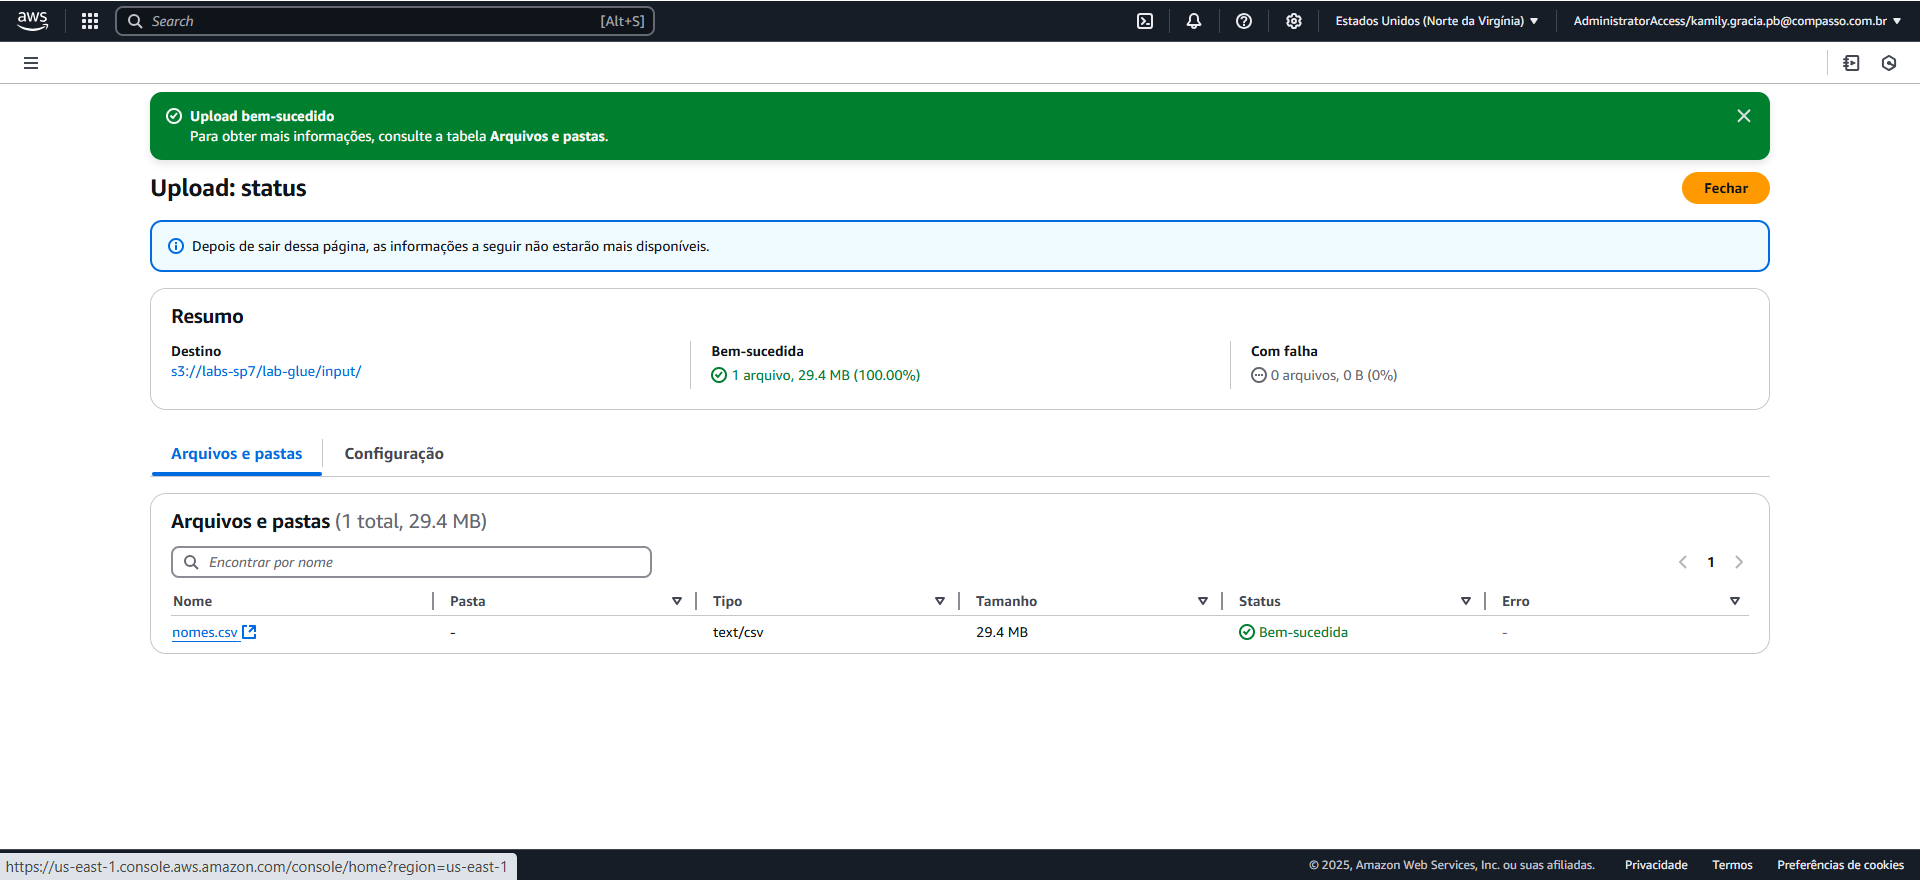 aws
Search [Alt+S]
Estados Unidos (Norte da Virgínia)
AdministratorAccess/kamily.gracia.pb@compasso.com.br
Upload bem-sucedido
Para obter mais informações, consulte a tabela Arquivos e pastas.
Upload: status
Fechar
Depois de sair dessa página, as informações a seguir não estarão mais disponíveis.
Resumo
Destino
s3://labs-sp7/lab-glue/input/
Bem-sucedida
1 arquivo, 29.4 MB (100.00%)
Com falha
0 arquivos, 0 B (0%)
Arquivos e pastas
Configuração
Arquivos e pastas (1 total, 29.4 MB)
Encontrar por nome
1
Nome Pasta Tipo Tamanho Status Erro
nomes.csv - text/csv 29.4 MB Bem-sucedida -
https://us-east-1.console.aws.amazon.com/console/home?region=us-east-1
© 2025, Amazon Web Services, Inc. ou suas afiliadas. Privacidade Termos Preferências de cookies